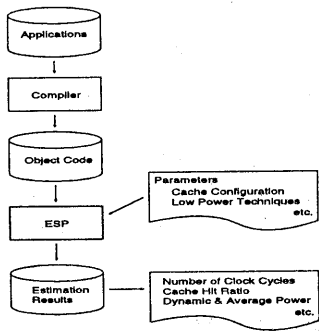 Applications
Compiler
Object Code
Parameters
Cache Configuration
Low Power Techniques
etc.
ESP
Estimation
Results
Number of Clock Cycles
Cache Hit Ratio
Dynamic & Average Power
etc.